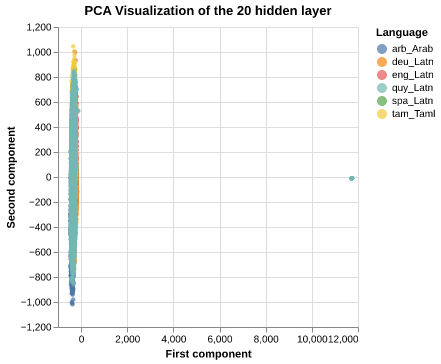 PCA Visualization of the 20 hidden layer
Language
arb_Arab
deu_Latn
eng_Latn
quy_Latn
spa_Latn
tam_Taml
Second component
1,200
1,000
800
600
400
200
0
−200
−400
−600
−800
−1,000
−1,200
0
2,000
4,000
6,000
8,000
10,000
12,000
First component